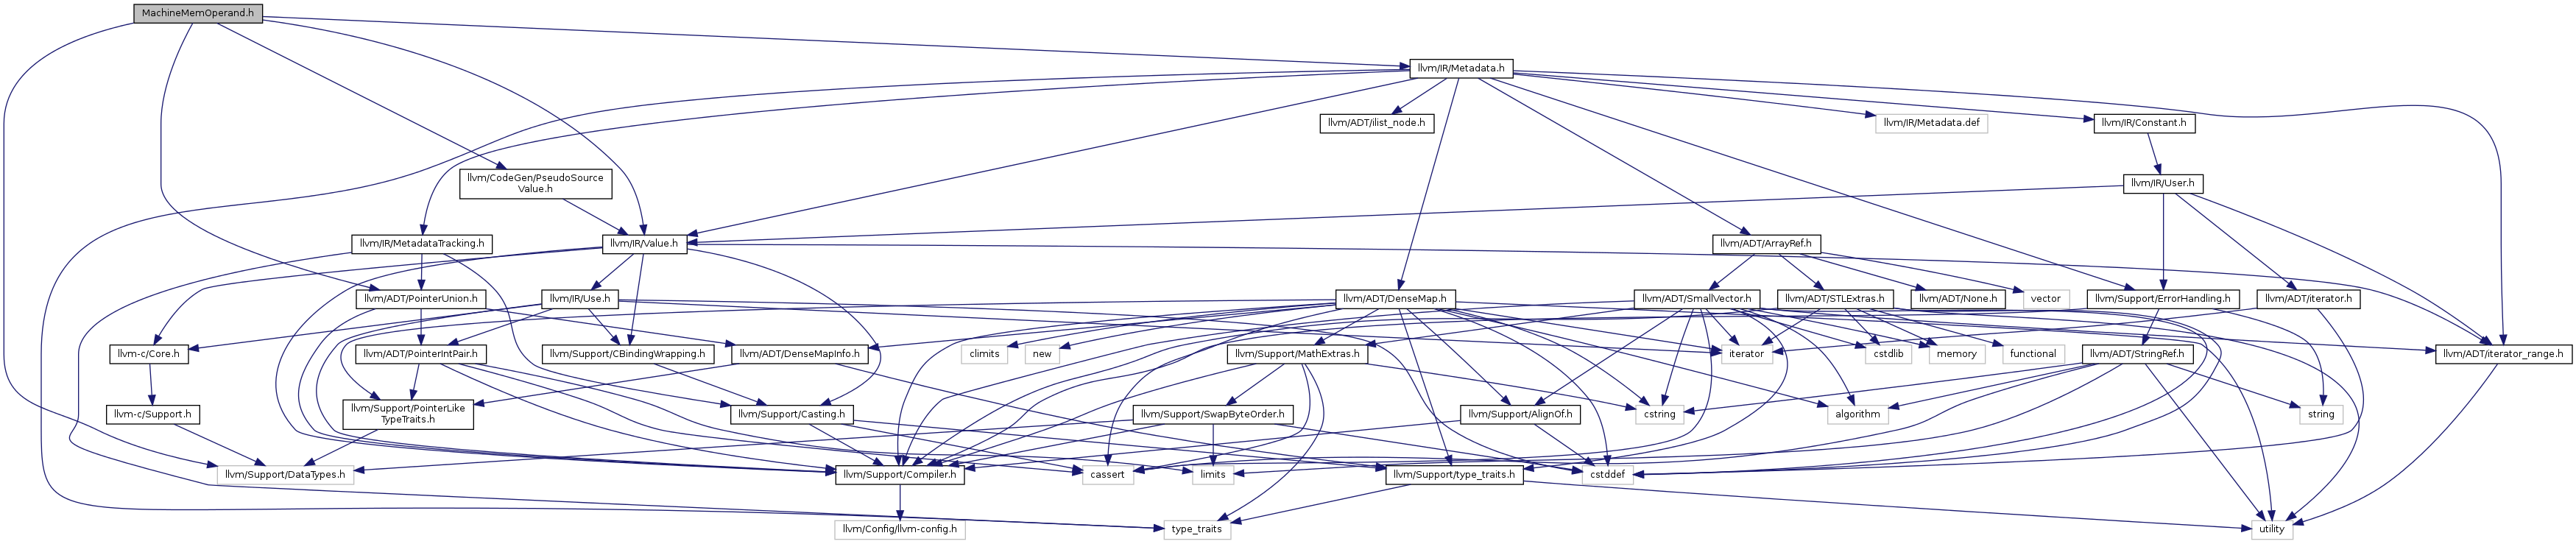 MachineMemOperand.h
llvm/IR/Metadata.h
llvm/ADT/ilist_node.h
llvm/IR/Metadata.def
llvm/IR/Constant.h
llvm/CodeGen/PseudoSource
Value.h
llvm/IR/User.h
llvm/IR/MetadataTracking.h
llvm/IR/Value.h
llvm/ADT/ArrayRef.h
llvm/ADT/PointerUnion.h
llvm/IR/Use.h
llvm/ADT/DenseMap.h
llvm/ADT/SmallVector.h
llvm/ADT/STLExtras.h
llvm/ADT/None.h
vector
llvm/Support/ErrorHandling.h
llvm/ADT/iterator.h
llvm-c/Core.h
llvm/ADT/PointerIntPair.h
llvm/Support/CBindingWrapping.h
llvm/ADT/DenseMapInfo.h
climits
new
llvm/Support/MathExtras.h
iterator
cstdlib
memory
functional
llvm/ADT/StringRef.h
llvm/ADT/iterator_range.h
llvm-c/Support.h
llvm/Support/PointerLike
TypeTraits.h
llvm/Support/Casting.h
llvm/Support/SwapByteOrder.h
llvm/Support/AlignOf.h
cstring
algorithm
string
llvm/Support/DataTypes.h
llvm/Support/Compiler.h
cassert
limits
llvm/Support/type_traits.h
cstddef
llvm/Config/llvm-config.h
type_traits
utility